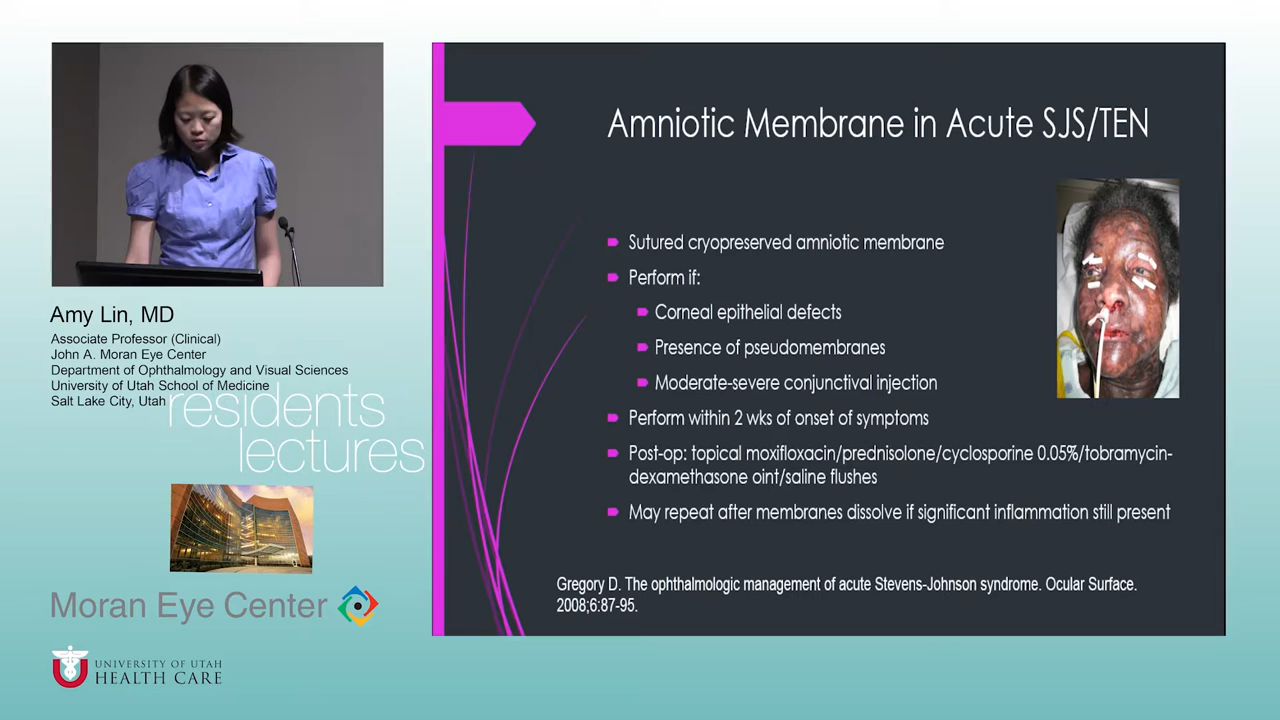 Amy Lin, MD
Associate Professor (Clinical)
John A. Moran Eye Center
Department of Ophthalmology and Visual Sciences
University of Utah School of Medicine
Salt Lake City, Utah
residents
lectures
Moran Eye Center
UNIVERSITY OF UTAH
HEALTH CARE
Amniotic Membrane in Acute SJS/TEN
Sutured cryopreserved amniotic membrane
Perform if:
Corneal epithelial defects
Presence of pseudomembranes
Moderate-severe conjunctival injection
Perform within 2 wks of onset of symptoms
Post-op: topical moxifloxacin/prednisolone/cyclosporine 0.05%/tobramycin-
dexamethasone oint/saline flushes
May repeat after membranes dissolve if significant inflammation still present
Gregory D. The ophthalmologic management of acute Stevens-Johnson syndrome. Ocular Surface.
2008;6:87-95.